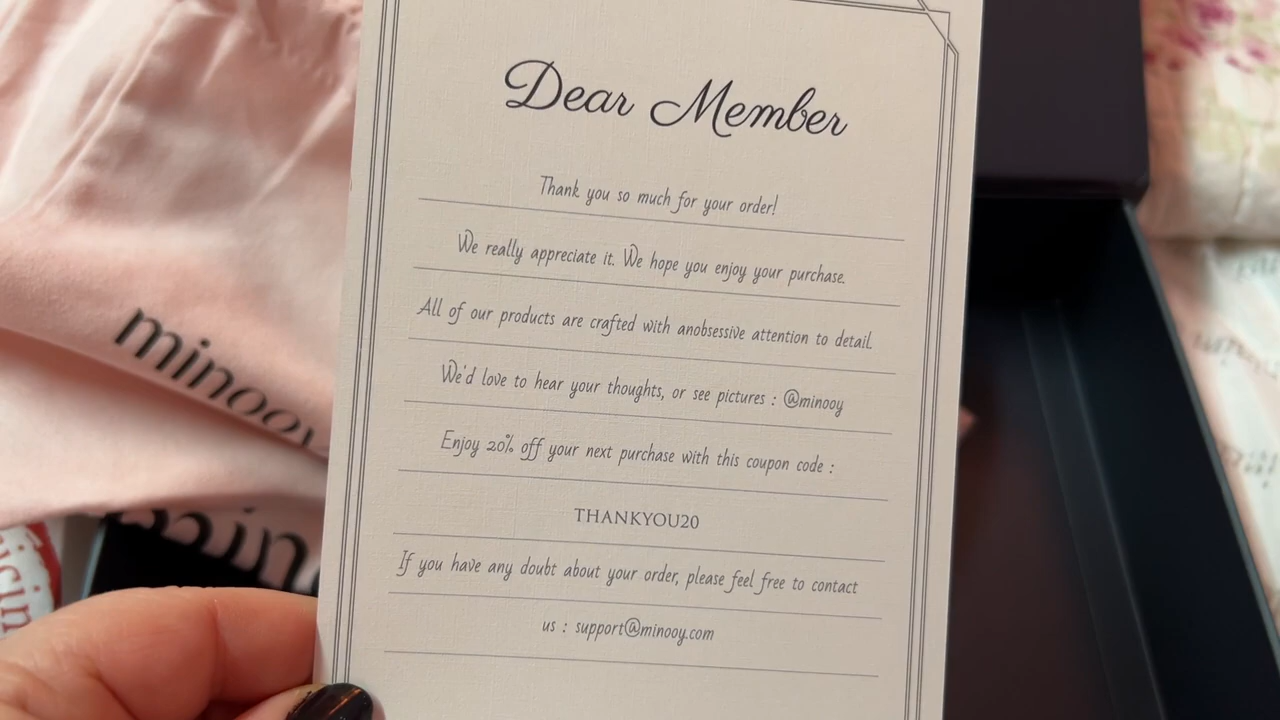 Dear Member
Thank you so much for your order!
We really appreciate it. We hope you enjoy your purchase.
All of our products are crafted with anobsessive attention to detail.
We'd love to hear your thoughts, or see pictures : @minooy
Enjoy 20% off your next purchase with this coupon code :
THANKYOU20
If you have any doubt about your order, please feel free to contact
us : support@minooy.com
minooy